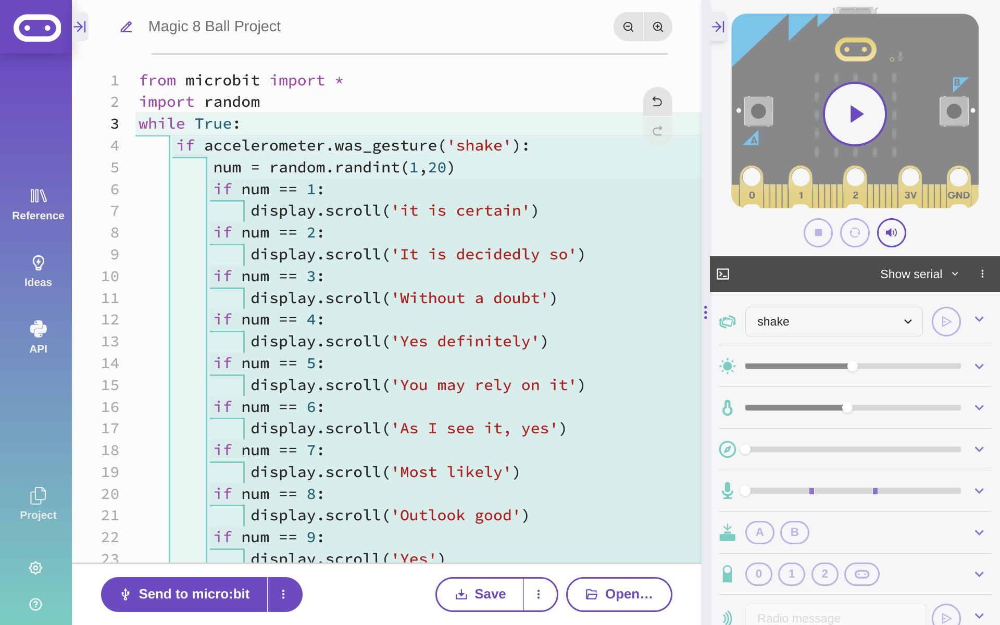 Magic 8 Ball Project
1 from microbit import *
2 import random
3 while True:
4 if accelerometer.was_gesture('shake'):
5 num = random.randint(1,20)
6 if num == 1:
7 display.scroll('it is certain')
8 if num == 2:
9 display.scroll('It is decidedly so')
10 if num == 3:
11 display.scroll('Without a doubt')
12 if num == 4:
13 display.scroll('Yes definitely')
14 if num == 5:
15 display.scroll('You may rely on it')
16 if num == 6:
17 display.scroll('As I see it, yes')
18 if num == 7:
19 display.scroll('Most likely')
20 if num == 8:
21 display.scroll('Outlook good')
22 if num == 9:
23 display.scroll('Yes')
Reference
Ideas
API
Project
Send to micro:bit
Save
Open...
B
A
0 1 2 3V GND
Show serial
shake
A B
0 1 2
Radio message